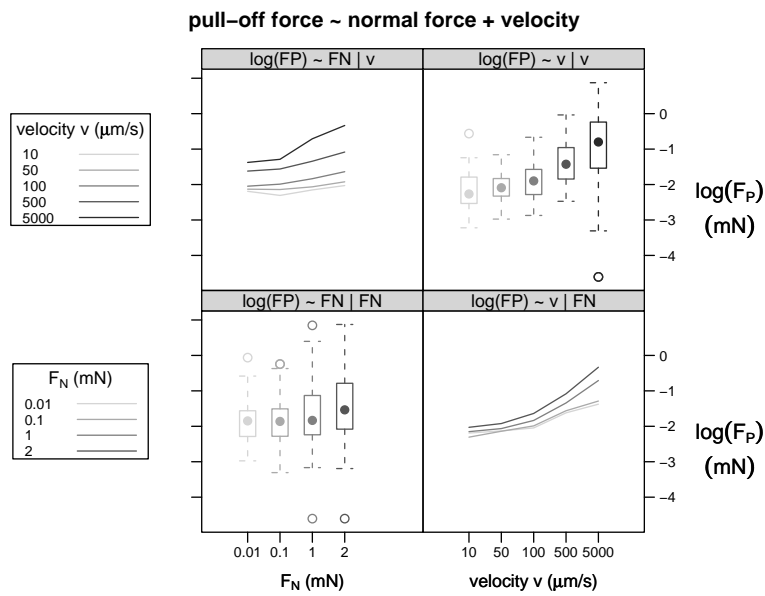 pull−off force ~ normal force + velocity
log(FP) ~ FN | v
log(FP) ~ v | v
velocity v (μm/s)
10
50
100
500
5000
0
−1
−2
−3
−4
log(FP)
(mN)
log(FP) ~ FN | FN
log(FP) ~ v | FN
FN (mN)
0.01
0.1
1
2
0
−1
−2
−3
−4
log(FP)
(mN)
0.01 0.1 1 2
10 50 100 500 5000
FN (mN)
velocity v (μm/s)